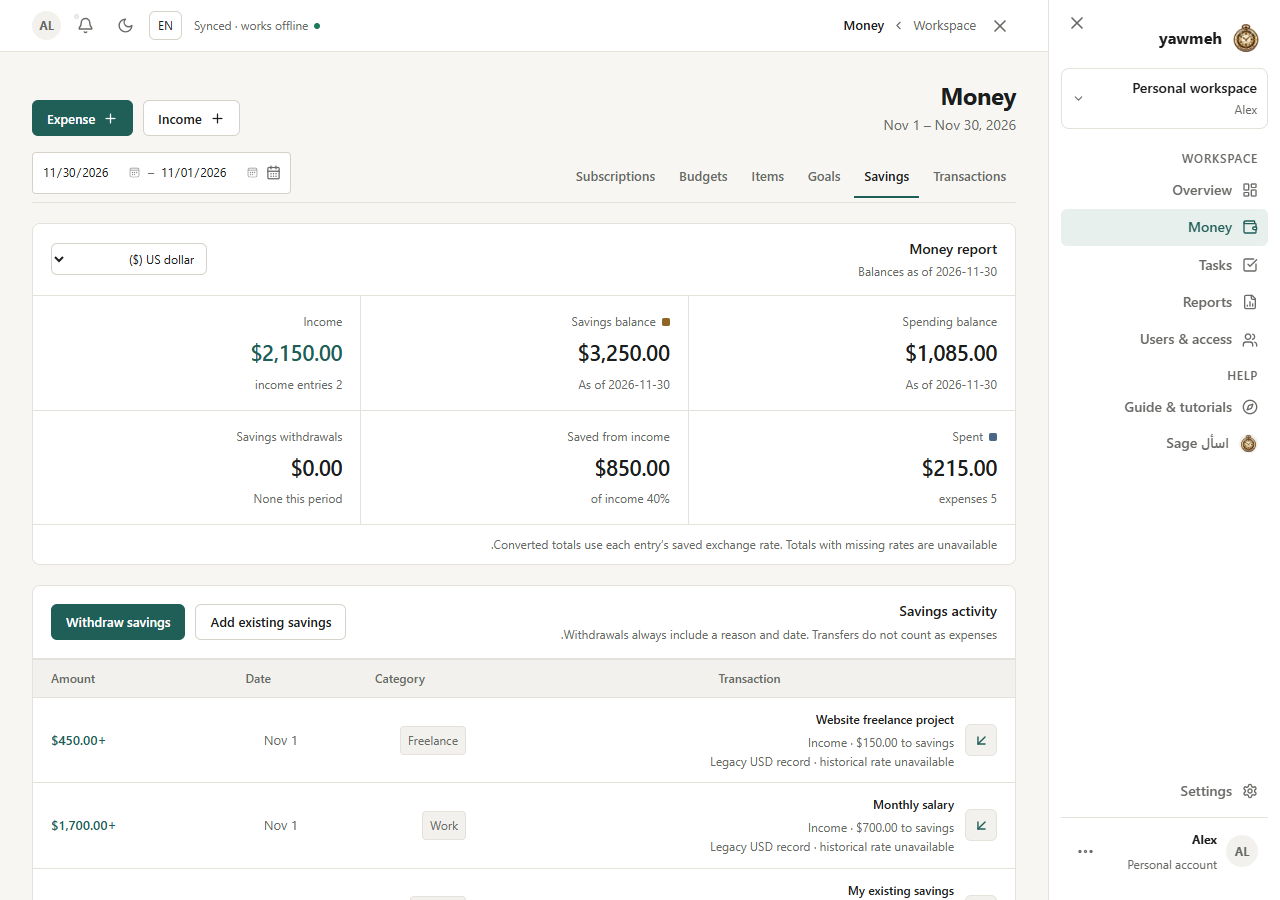 yawmeh
Personal workspace
Alex
WORKSPACE
Overview
Money
Tasks
Reports
Users & access
HELP
Guide & tutorials
اسأل Sage
Settings
Alex
Personal account
AL
AL
EN
Synced · works offline
Money
Workspace
Money
Nov 1 – Nov 30, 2026
Expense
Income
11/30/2026 – 11/01/2026
Subscriptions
Budgets
Items
Goals
Savings
Transactions
Money report
Balances as of 2026-11-30
($) US dollar
Spending balance
$1,085.00
As of 2026-11-30
Savings balance
$3,250.00
As of 2026-11-30
Income
$2,150.00
income entries 2
Spent
$215.00
expenses 5
Saved from income
$850.00
of income 40%
Savings withdrawals
$0.00
None this period
.Converted totals use each entry’s saved exchange rate. Totals with missing rates are unavailable
Savings activity
.Withdrawals always include a reason and date. Transfers do not count as expenses
Withdraw savings
Add existing savings
Amount
Date
Category
Transaction
Website freelance project
Income · $150.00 to savings
Legacy USD record · historical rate unavailable
Freelance
Nov 1
$450.00+
Monthly salary
Income · $700.00 to savings
Legacy USD record · historical rate unavailable
Work
Nov 1
$1,700.00+
My existing savings